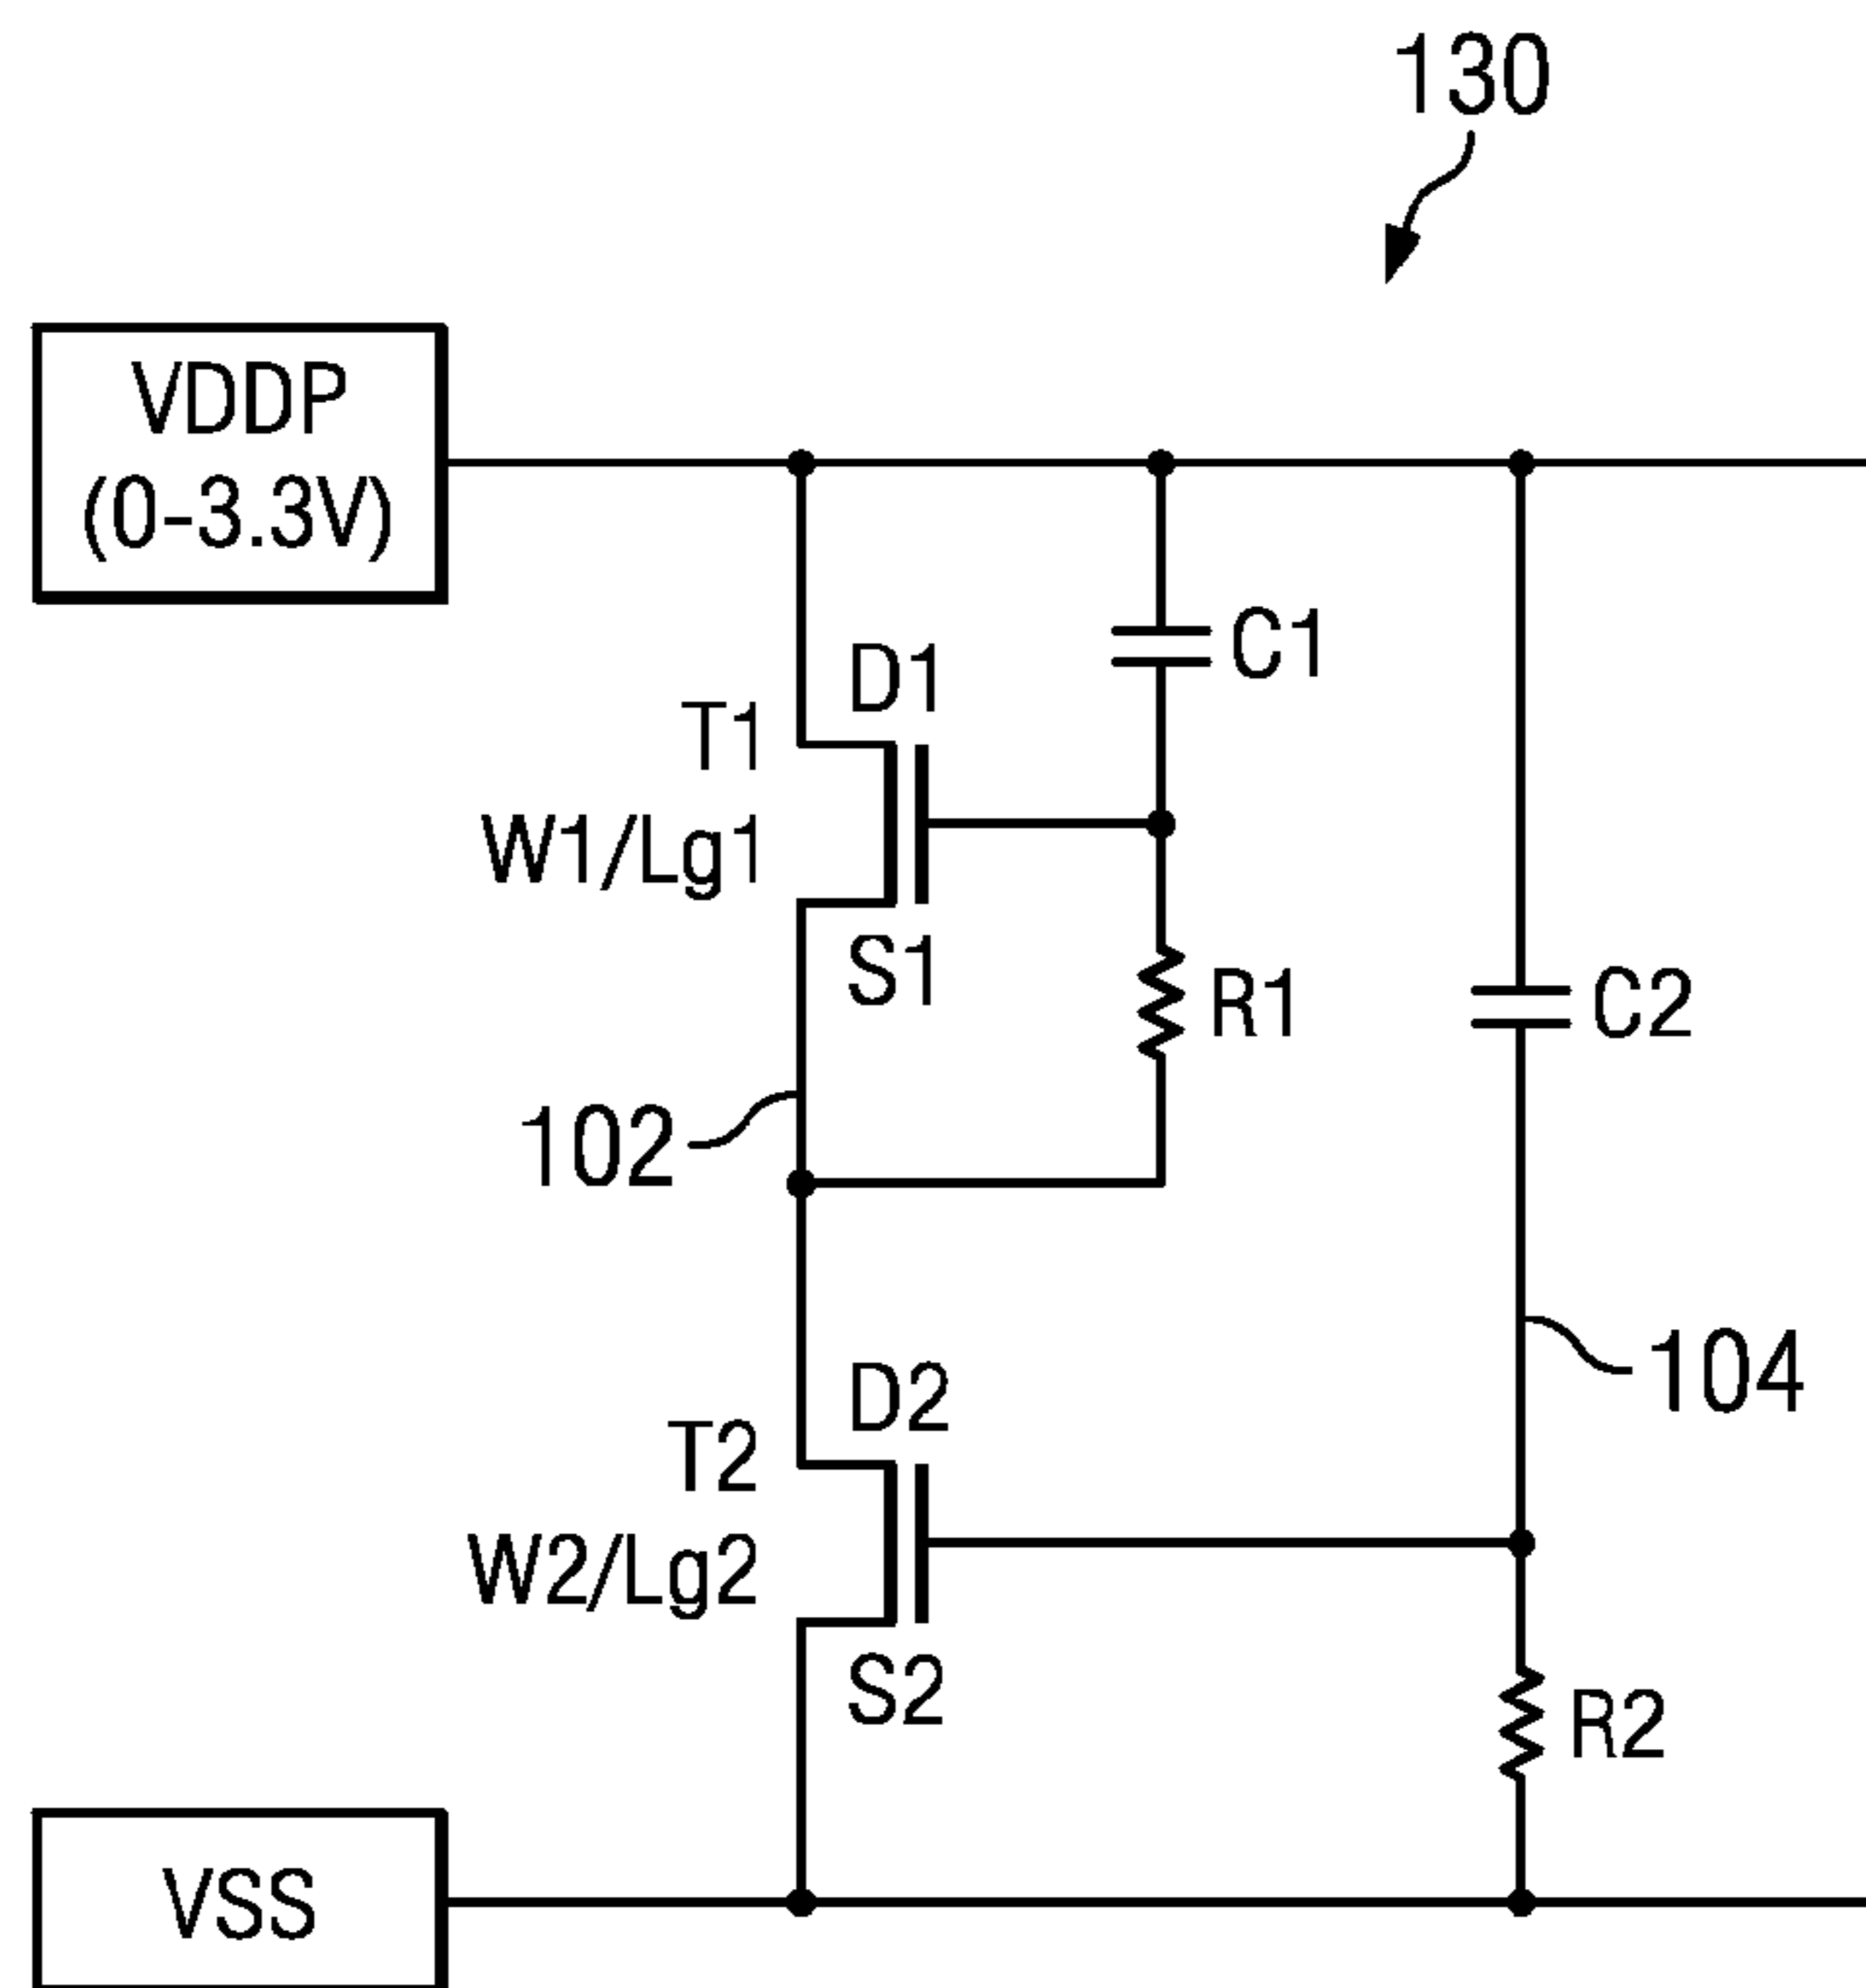 130
VDDP
(0-3.3V)
C1
D1
T1
W1/Lg1
S1
R1
C2
102
104
D2
T2
W2/Lg2
S2
R2
VSS